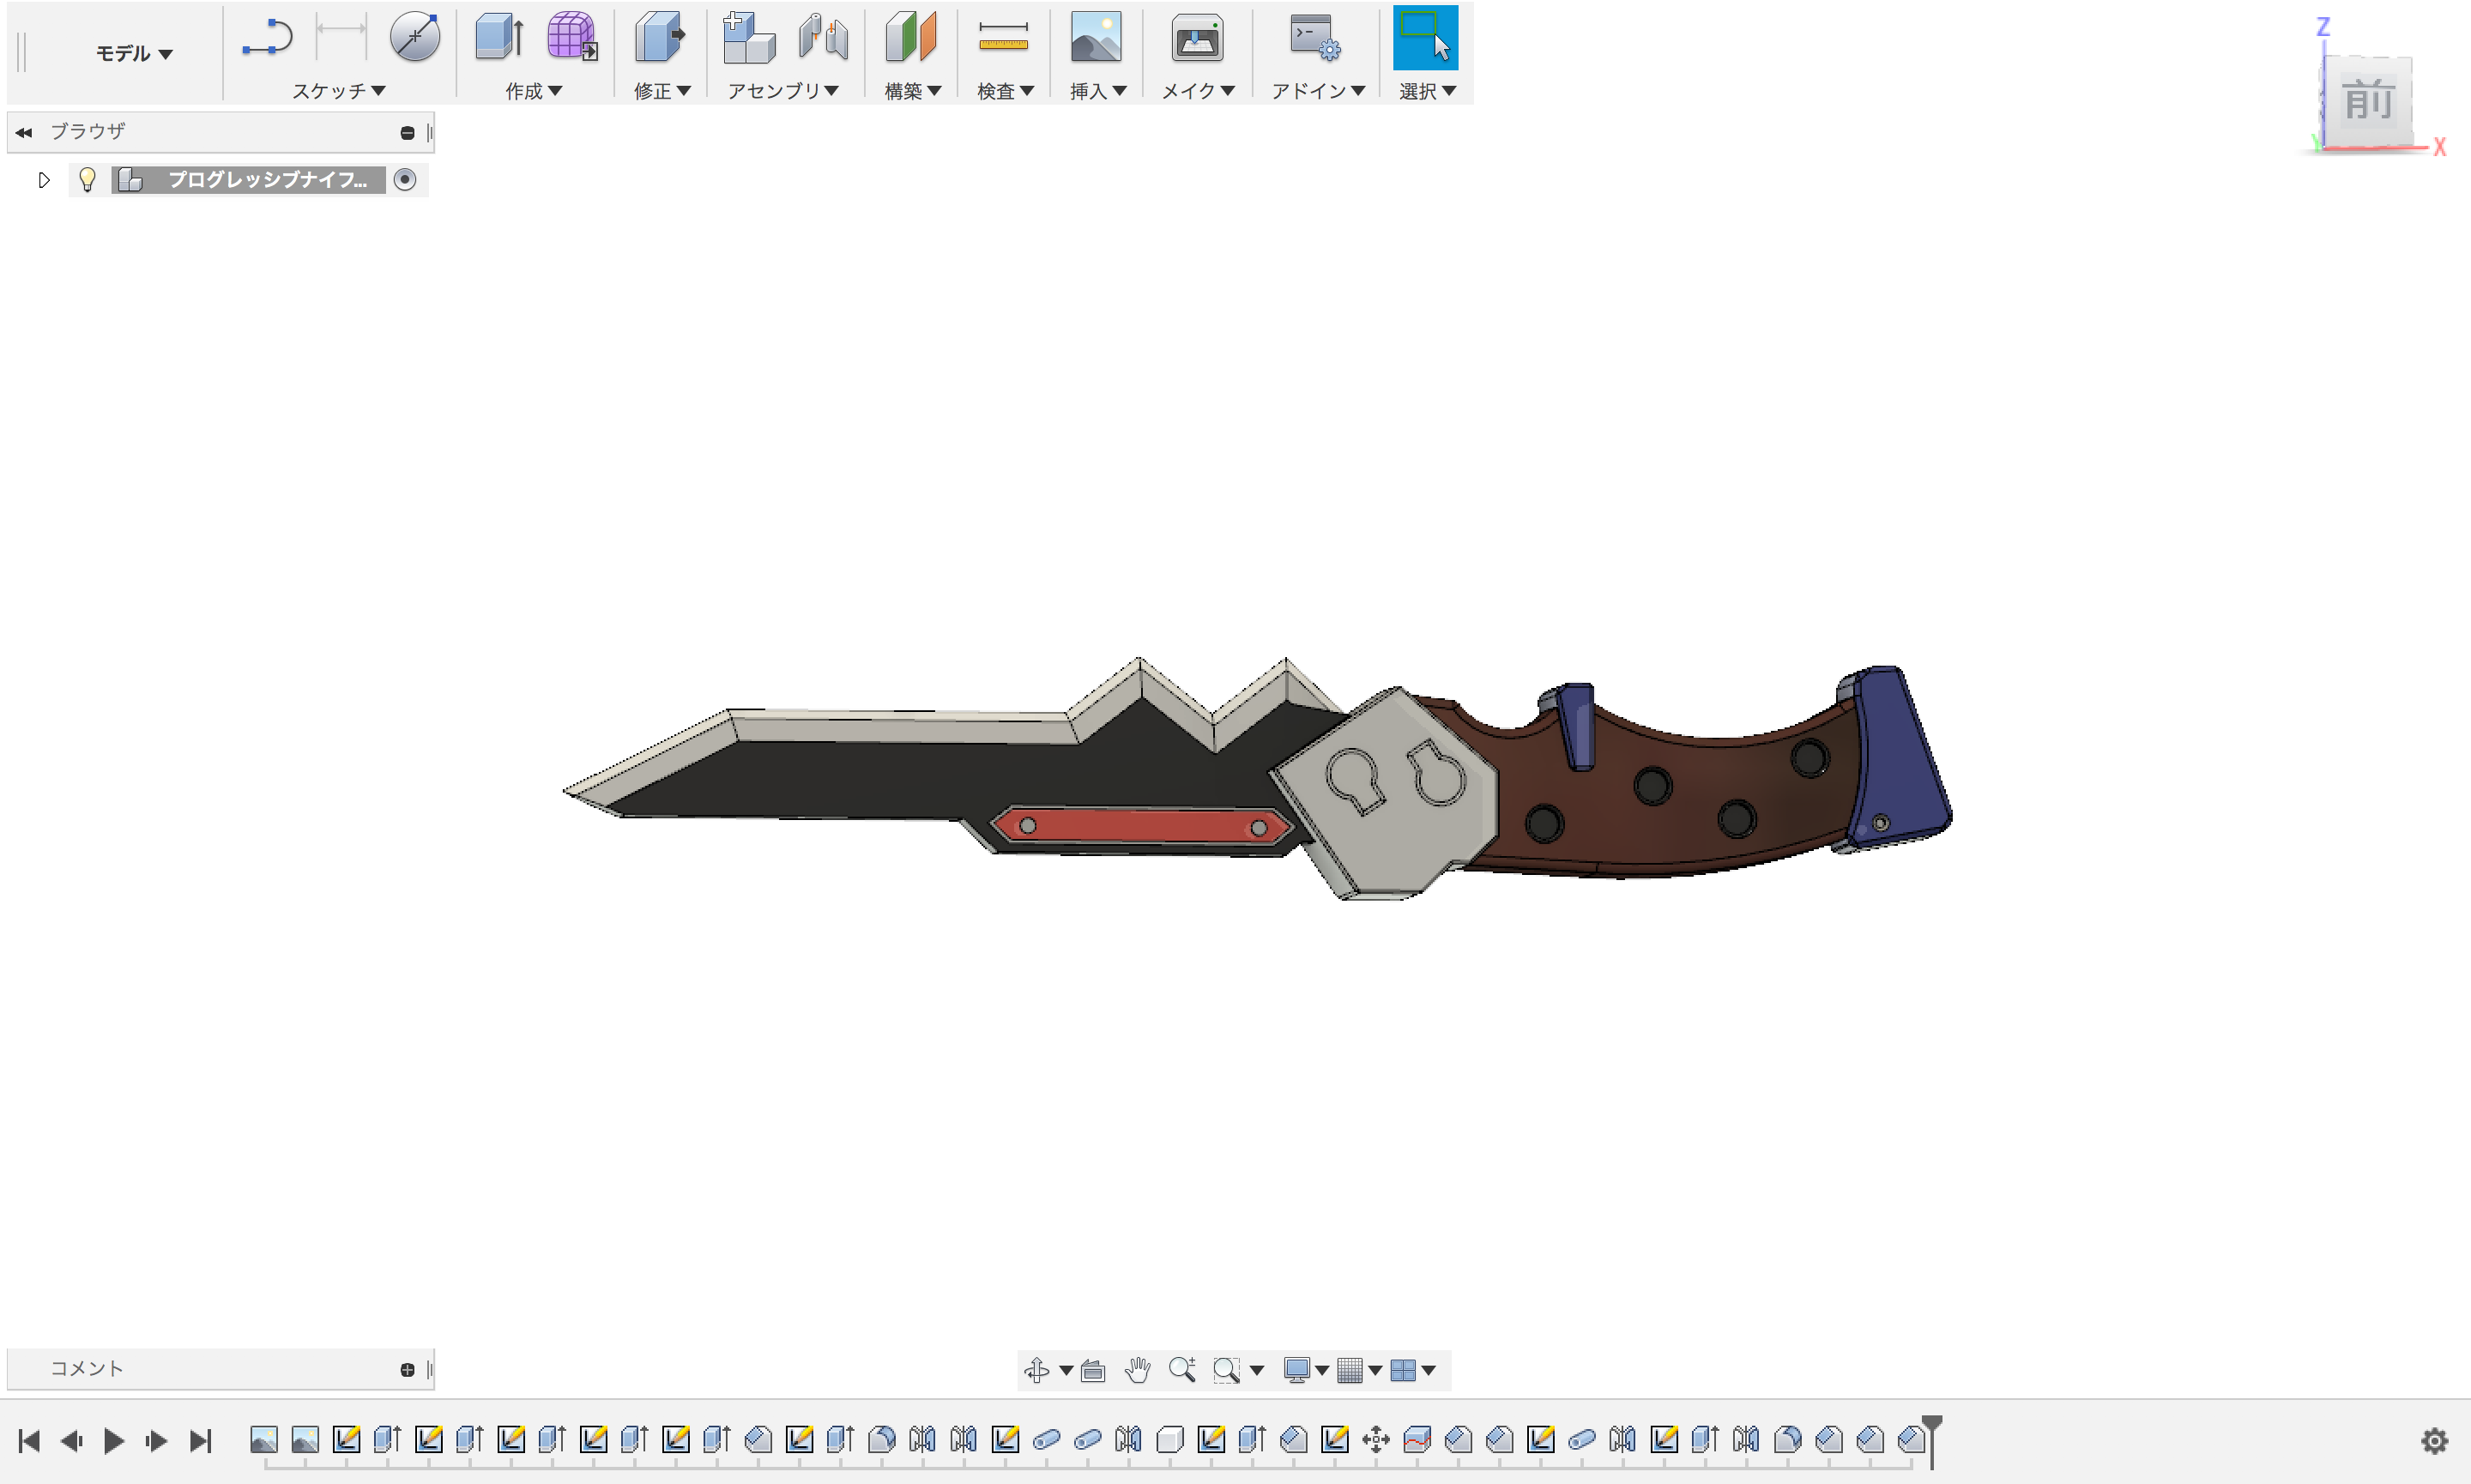 モデル
スケッチ
作成
修正
アセンブリ
構築
検査
挿入
メイク
アドイン
選択
Z
前
X
Y
ブラウザ
プログレッシブナイフ...
コメント